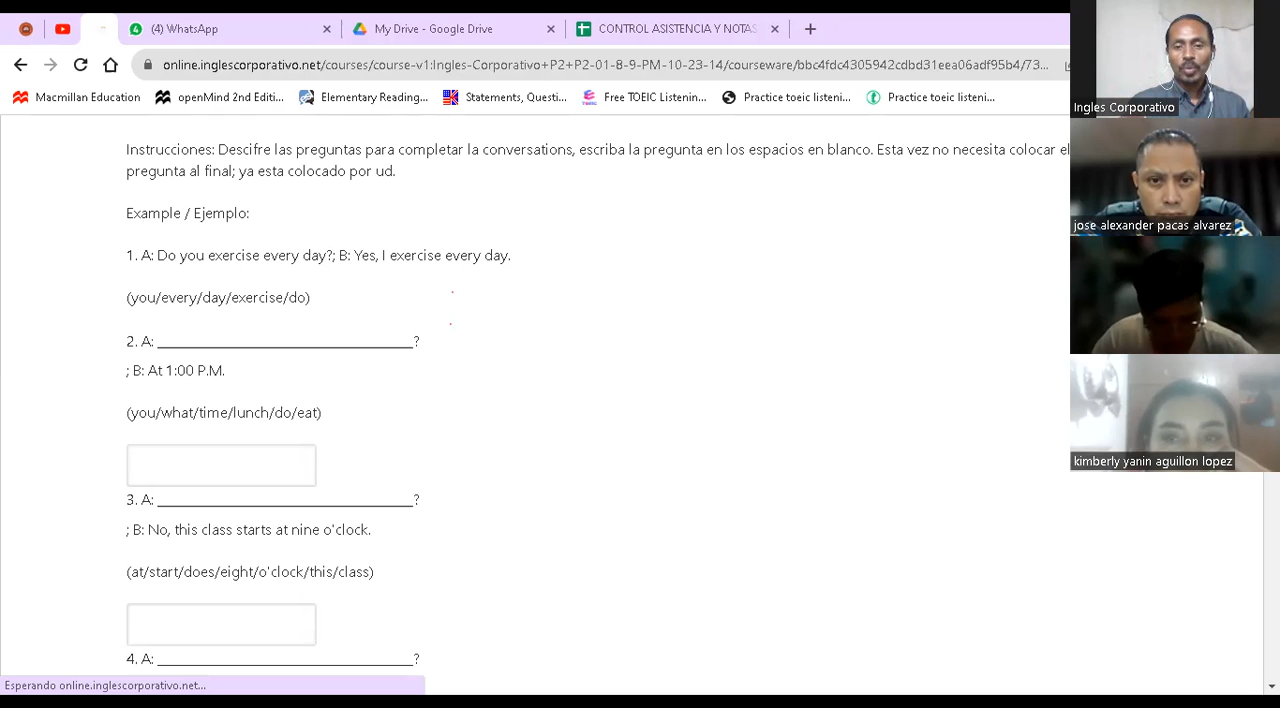 (4) WhatsApp
My Drive - Google Drive
CONTROL ASISTENCIA Y NOTAS
online.inglescorporativo.net/courses/course-v1:Ingles-Corporativo+P2+P2-01-8-9-PM-10-23-14/courseware/bbc4fdc4305942cdbd31eea06adf95b4/73...
Macmillan Education
openMind 2nd Editi...
Elementary Reading...
Statements, Questi...
Free TOEIC Listenin...
Practice toeic listeni...
Practice toeic listeni...
Ingles Corporativo
Instrucciones: Descifre las preguntas para completar la conversations, escriba la pregunta en los espacios en blanco. Esta vez no necesita colocar el
pregunta al final; ya esta colocado por ud.
jose alexander pacas alvarez
Example / Ejemplo:
1. A: Do you exercise every day?; B: Yes, I exercise every day.
(you/every/day/exercise/do)
2. A: ______________________________?
; B: At 1:00 P.M.
(you/what/time/lunch/do/eat)
kimberly yanin aguillon lopez
3. A: ______________________________?
; B: No, this class starts at nine o'clock.
(at/start/does/eight/o'clock/this/class)
4. A: ______________________________?
Esperando online.inglescorporativo.net...